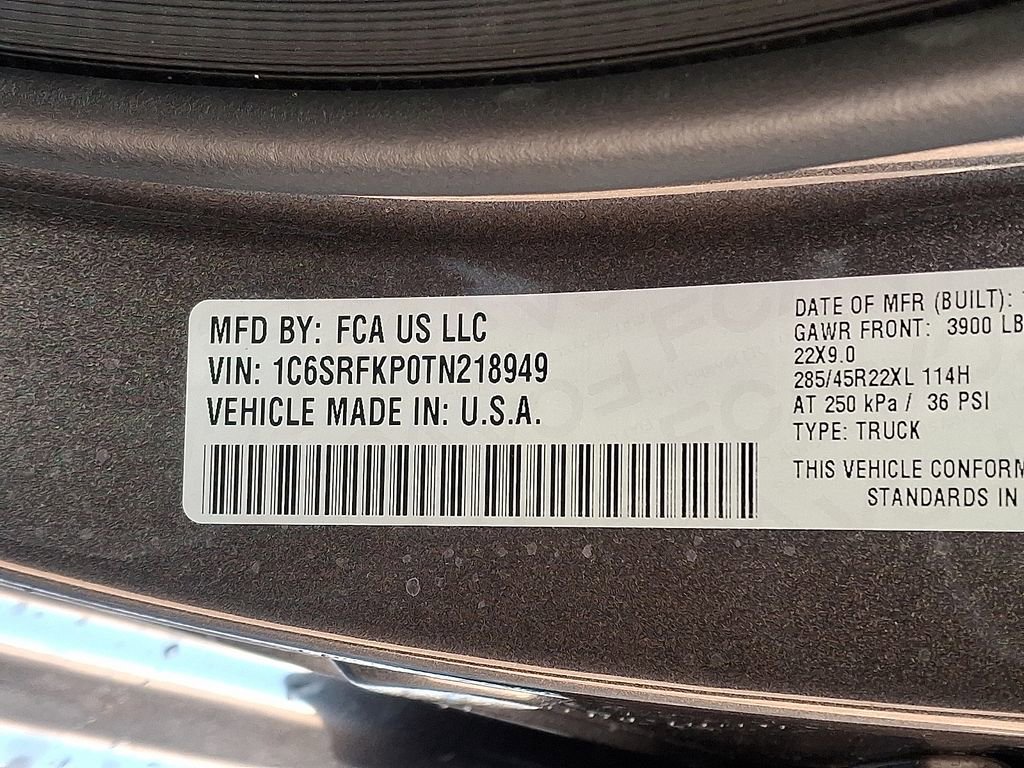 MFD BY: FCA US LLC
VIN: 1C6SRFKP0TN218949
VEHICLE MADE IN: U.S.A.
DATE OF MFR (BUILT):
GAWR FRONT: 3900 LB
22X9.0
285/45R22XL 114H
AT 250 kPa / 36 PSI
TYPE: TRUCK
THIS VEHICLE CONFORM
STANDARDS IN